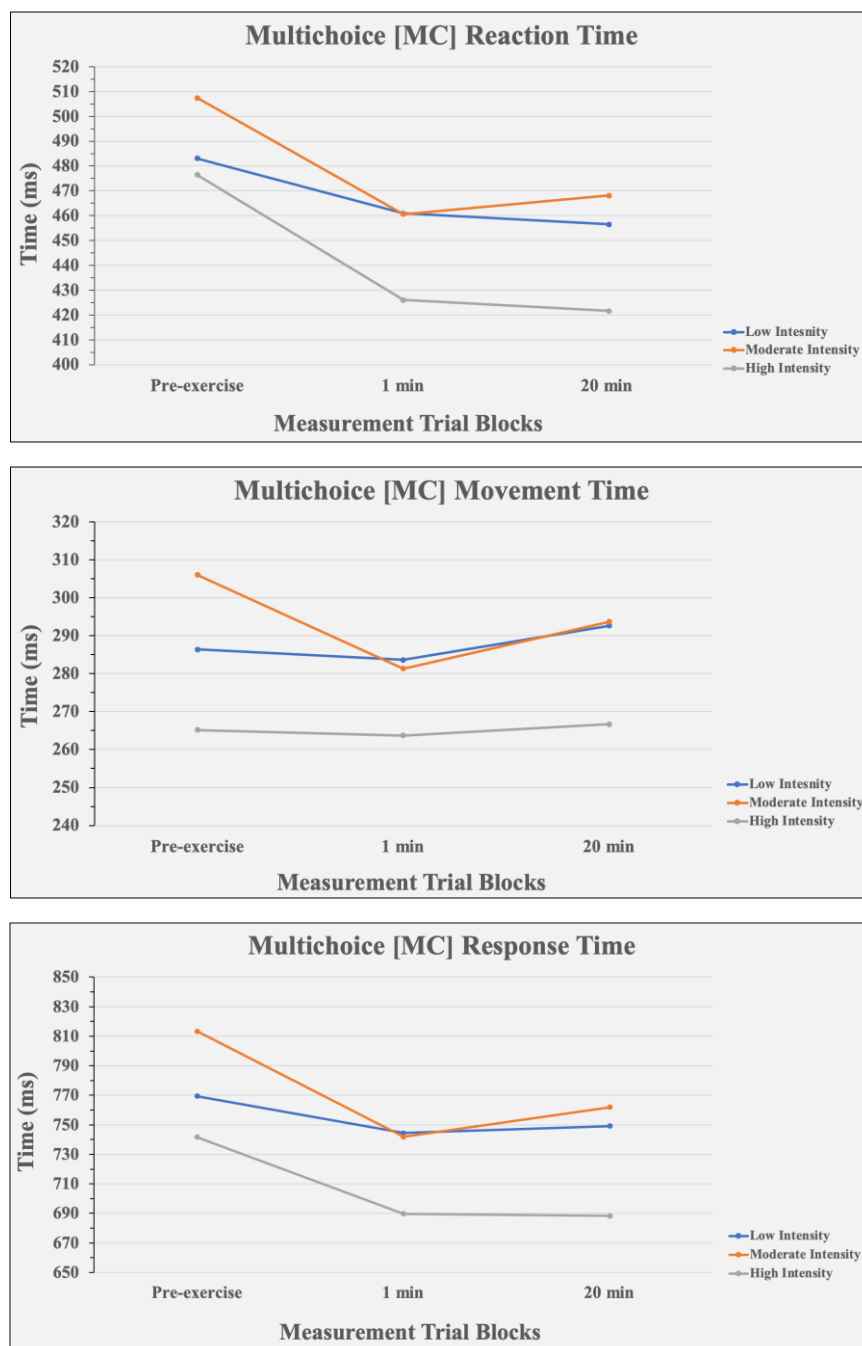 Multichoice [MC] Reaction Time
520
510
500
490
480
470
460
450
440
430
420
410
400
Time (ms)
Pre-exercise 1 min 20 min
Measurement Trial Blocks
Low Intesnity
Moderate Intensity
High Intensity
Multichoice [MC] Movement Time
320
310
300
290
280
270
260
250
240
Time (ms)
Pre-exercise 1 min 20 min
Measurement Trial Blocks
Low Intesnity
Moderate Intensity
High Intensity
Multichoice [MC] Response Time
850
830
810
790
770
750
730
710
690
670
650
Time (ms)
Pre-exercise 1 min 20 min
Measurement Trial Blocks
Low Intensity
Moderate Intensity
High Intensity